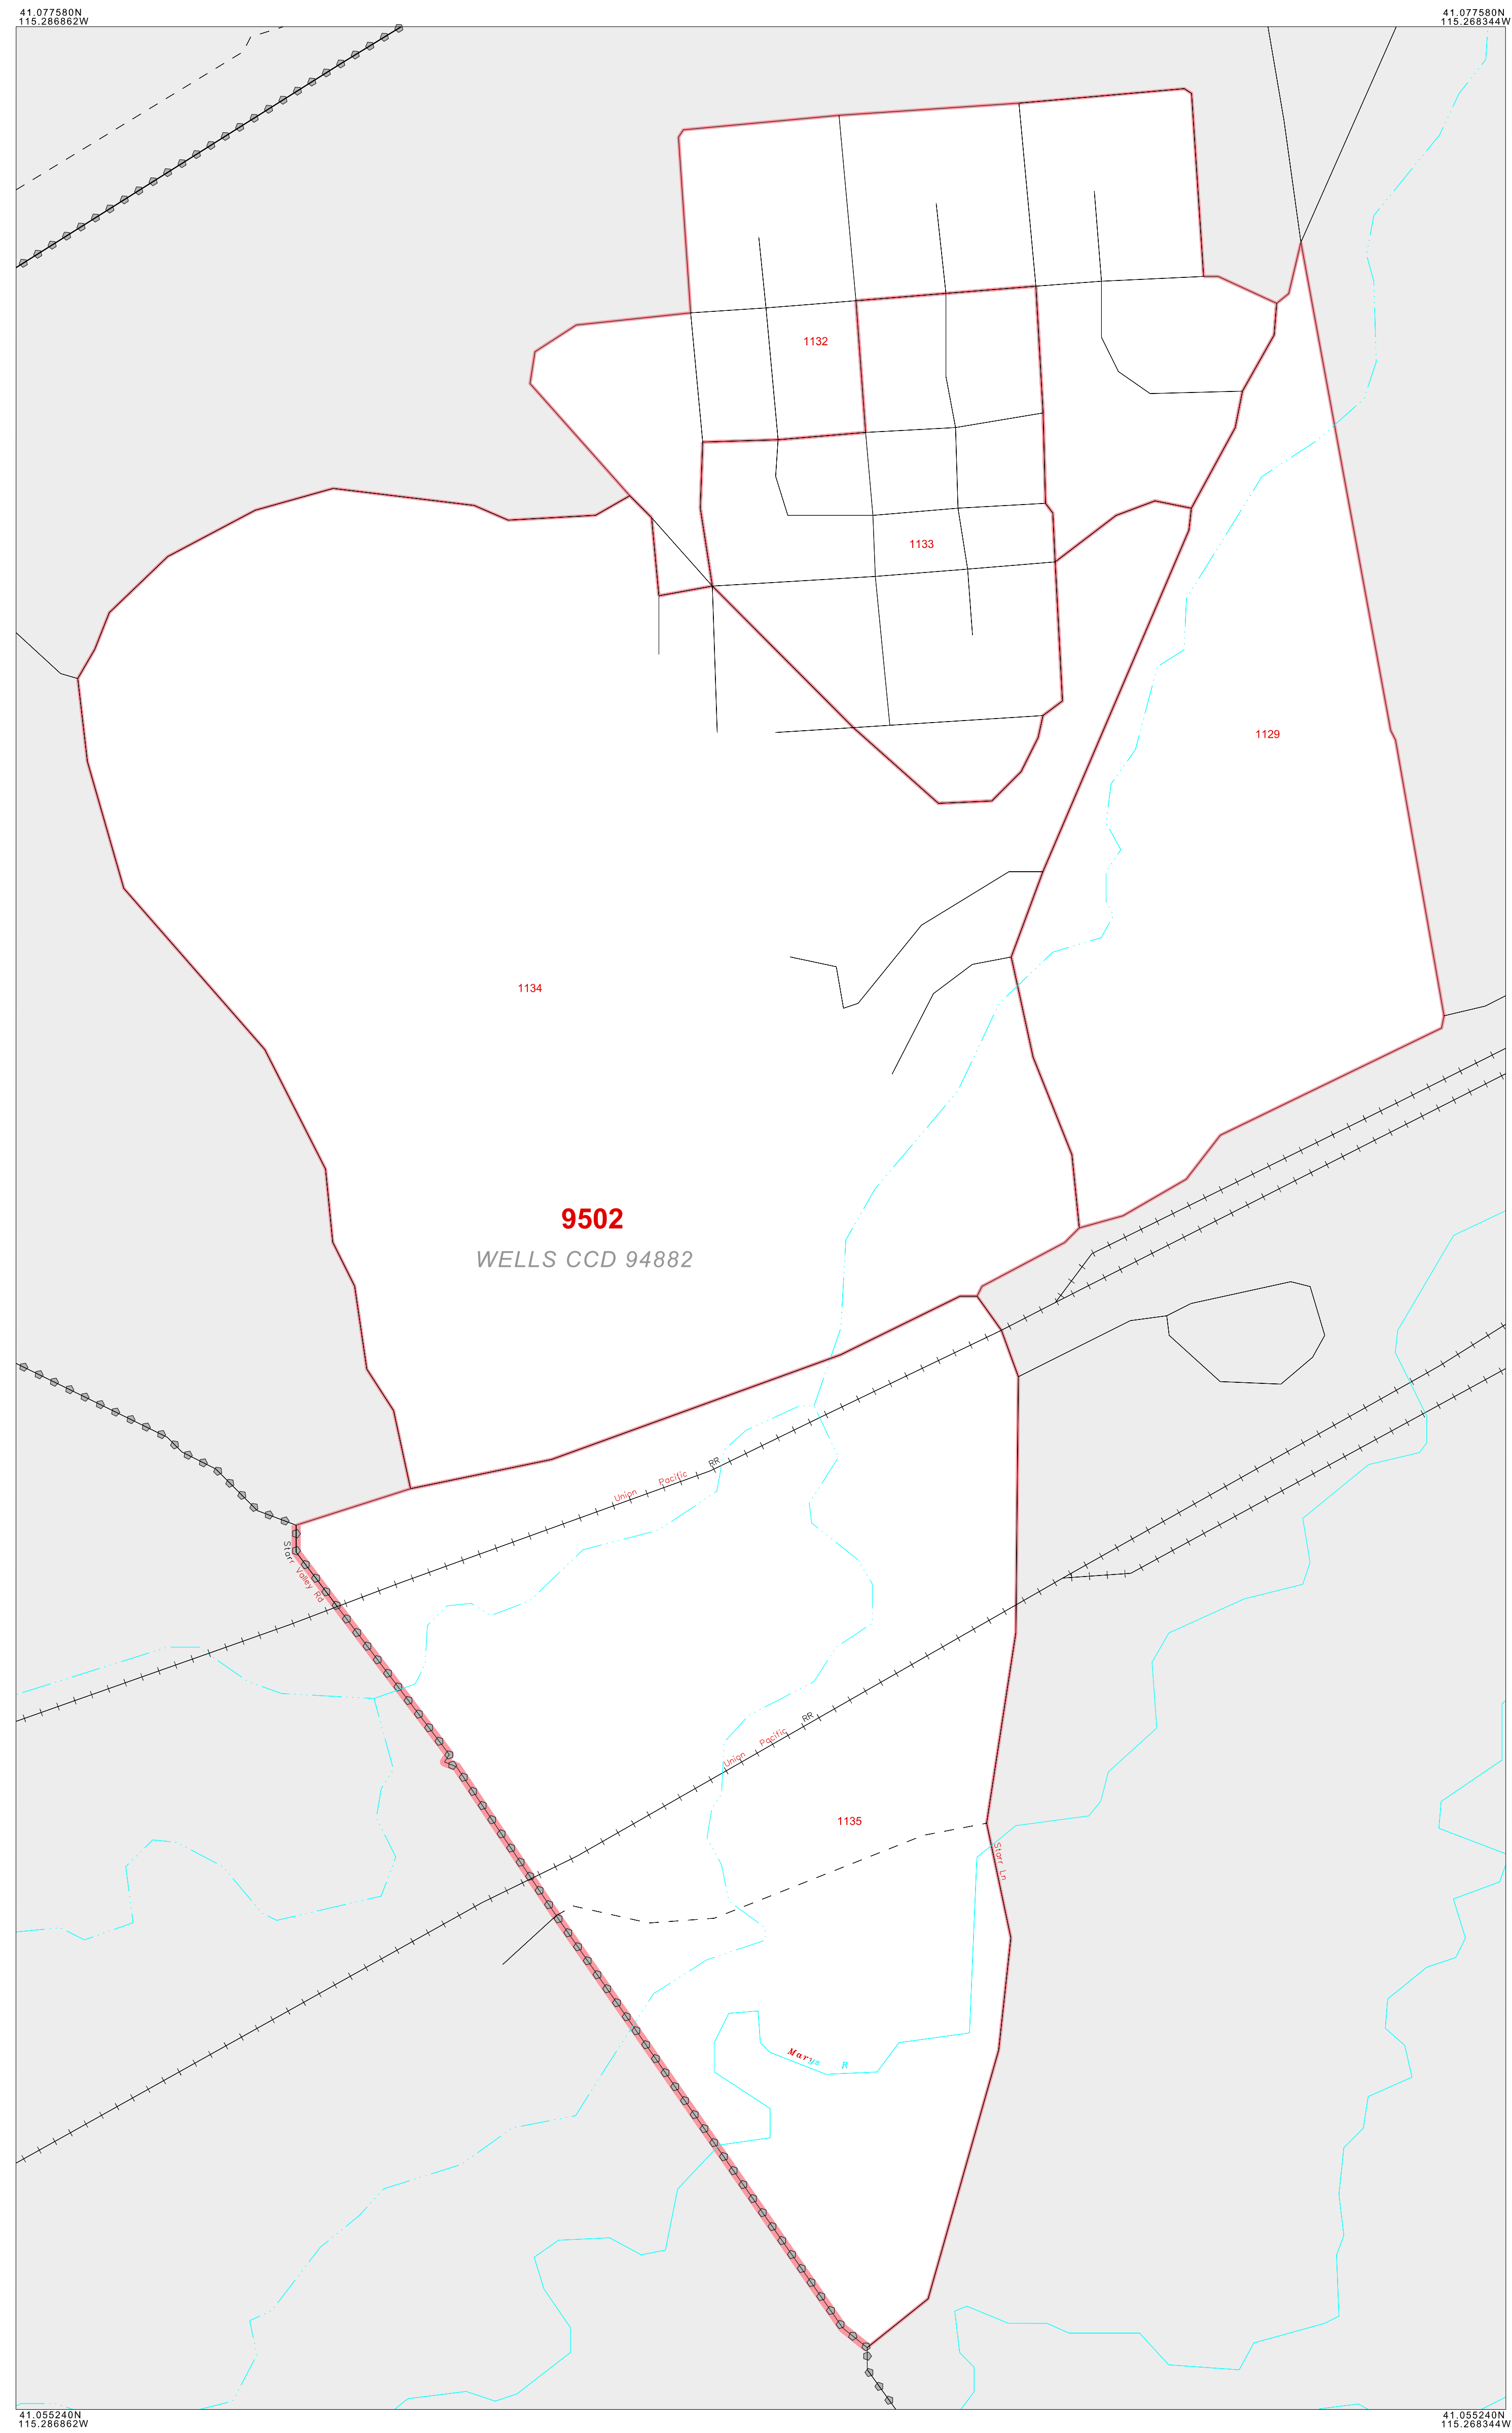 41.077580N
115.286862W
41.077580N
115.268344W
1132
1133
1129
1134
9502
WELLS CCD 94882
Union Pacific RR
Starr Valley Rd
Union Pacific RR
1135
Starr Ln
Marys R
41.055240N
115.286862W
41.055240N
115.268344W